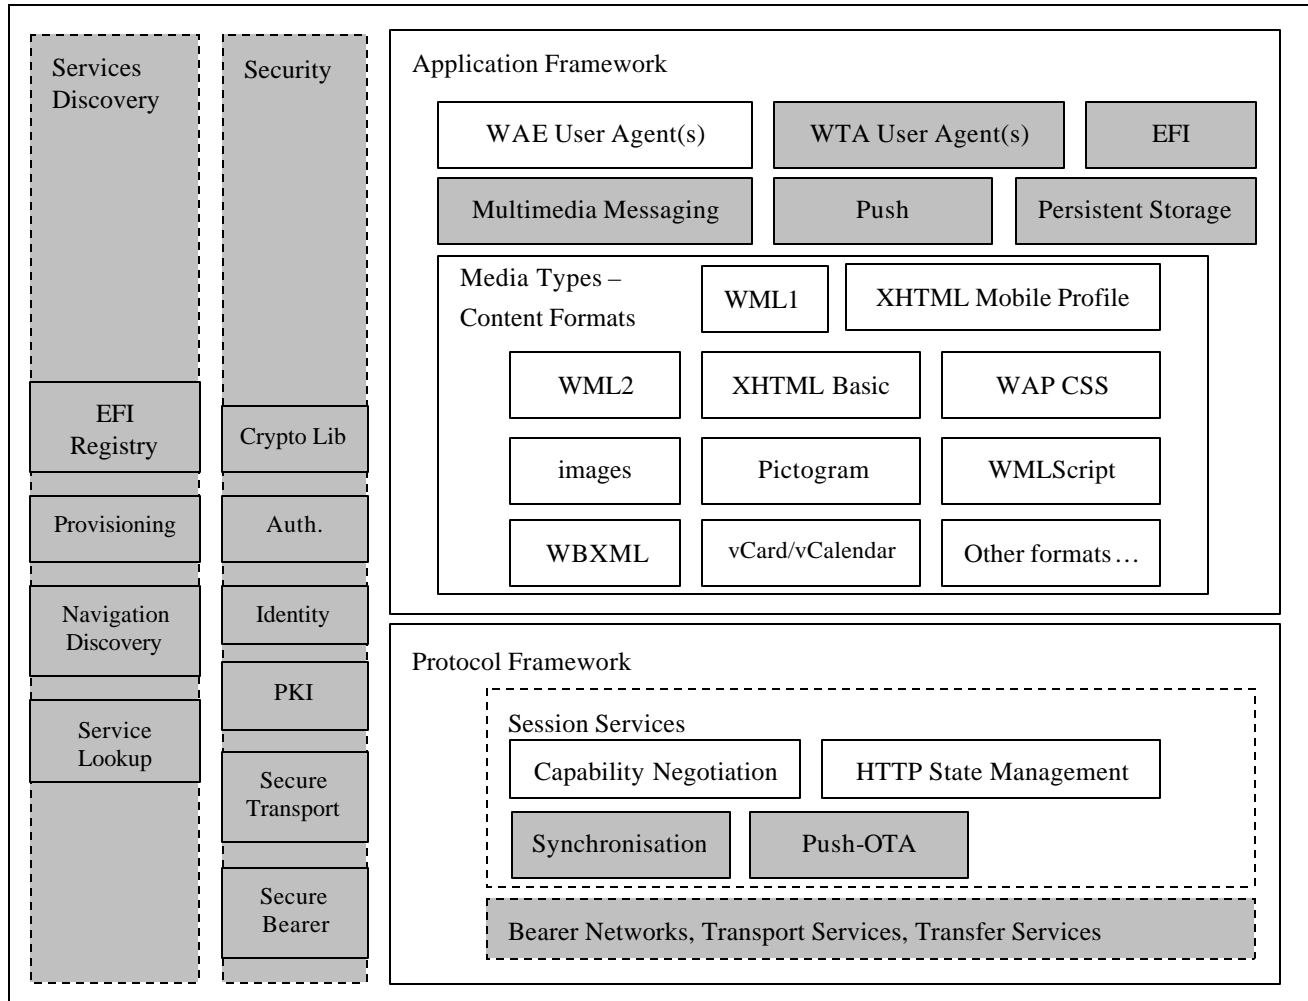 Services
Discovery
EFI
Registry
Provisioning
Navigation
Discovery
Service
Lookup
Security
Crypto Lib
Auth.
Identity
PKI
Secure
Transport
Secure
Bearer
Application Framework
WAE User Agent(s)
WTA User Agent(s)
EFI
Multimedia Messaging
Push
Persistent Storage
Media Types –
Content Formats
WML1
XHTML Mobile Profile
WML2
XHTML Basic
WAP CSS
images
Pictogram
WMLScript
WBXML
vCard/vCalendar
Other formats…
Protocol Framework
Session Services
Capability Negotiation
HTTP State Management
Synchronisation
Push-OTA
Bearer Networks, Transport Services, Transfer Services